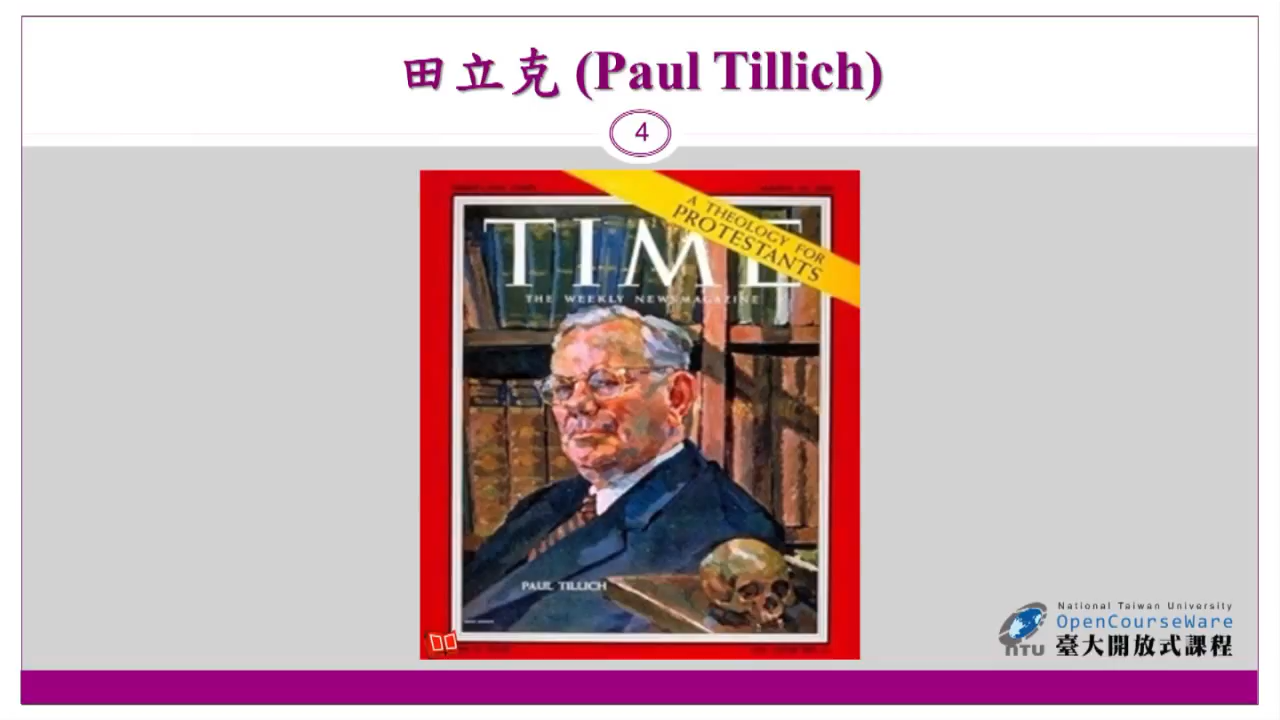 田立克 (Paul Tillich)
4
A THEOLOGY FOR
PROTESTANTS
TIME
THE WEEKLY NEWSMAGAZINE
PAUL TILLICH
National Taiwan University
OpenCourseWare
NTU
臺大開放式課程